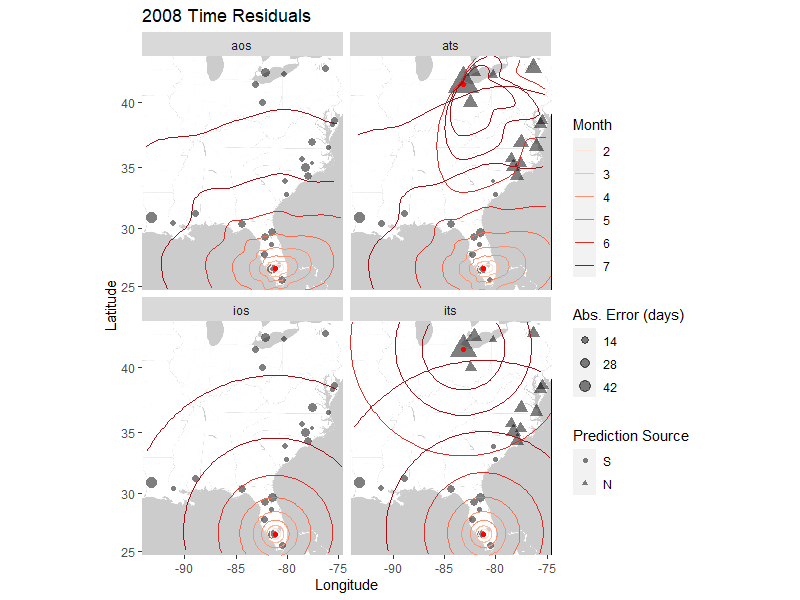 2008 Time Residuals
aos
ats
40
35
30
25
ios
its
40
35
30
25
-90
-85
-80
-75
-90
-85
-80
-75
Latitude
Longitude
Month
2
3
4
5
6
7
Abs. Error (days)
14
28
42
Prediction Source
S
N